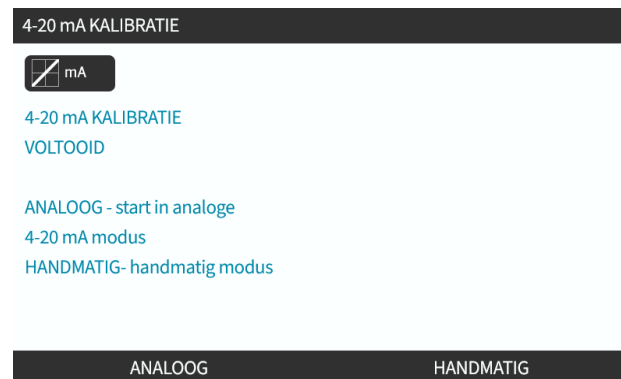 4-20 mA KALIBRATIE
mA
4-20 mA KALIBRATIE
VOLTOOID
ANALOOG - start in analoge
4-20 mA modus
HANDMATIG- handmatig modus
ANALOOG
HANDMATIG